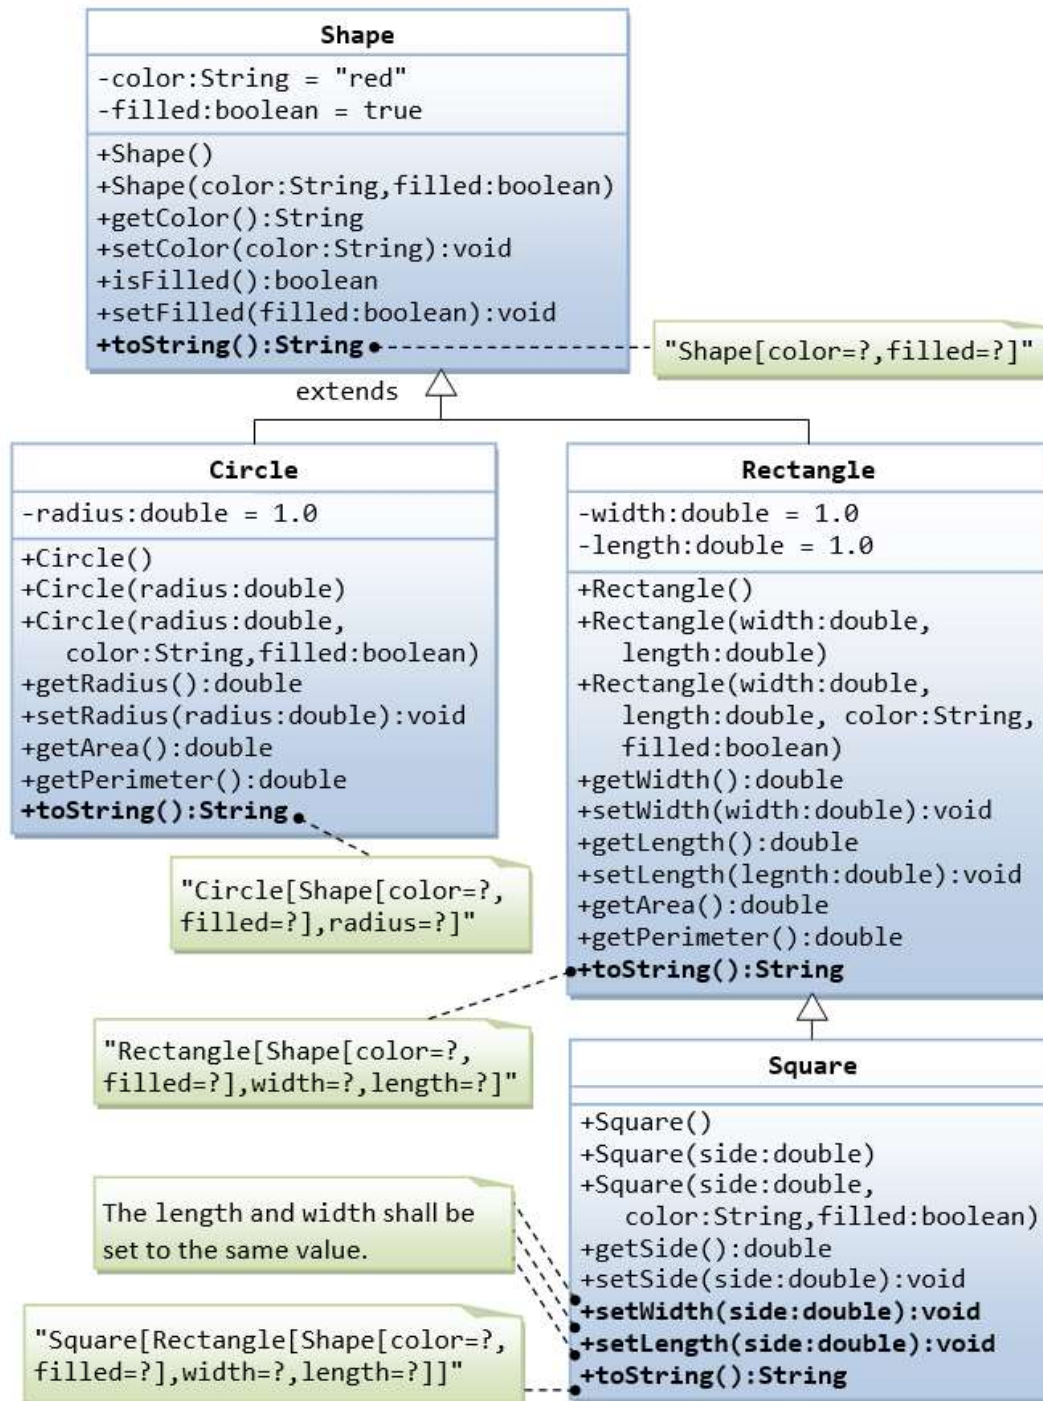 Shape
-color:String = "red"
-filled:boolean = true
+Shape()
+Shape(color:String,filled:boolean)
+getColor():String
+setColor(color:String):void
+isFilled():boolean
+setFilled(filled:boolean):void
+toString():String
"Shape[color=?,filled=?]"
extends
Circle
-radius:double = 1.0
+Circle()
+Circle(radius:double)
+Circle(radius:double,
color:String,filled:boolean)
+getRadius():double
+setRadius(radius:double):void
+getArea():double
+getPerimeter():double
+toString():String
"Circle[Shape[color=?,
filled=?],radius=?]"
Rectangle
-width:double = 1.0
-length:double = 1.0
+Rectangle()
+Rectangle(width:double,
length:double)
+Rectangle(width:double,
length:double, color:String,
filled:boolean)
+getWidth():double
+setWidth(width:double):void
+getLength():double
+setLength(legnth:double):void
+getArea():double
+getPerimeter():double
+toString():String
"Rectangle[Shape[color=?,
filled=?],width=?,length=?]"
Square
+Square()
+Square(side:double)
+Square(side:double,
color:String,filled:boolean)
+getSide():double
+setSide(side:double):void
+setWidth(side:double):void
+setLength(side:double):void
+toString():String
The length and width shall be
set to the same value.
"Square[Rectangle[Shape[color=?,
filled=?],width=?,length=?]]"